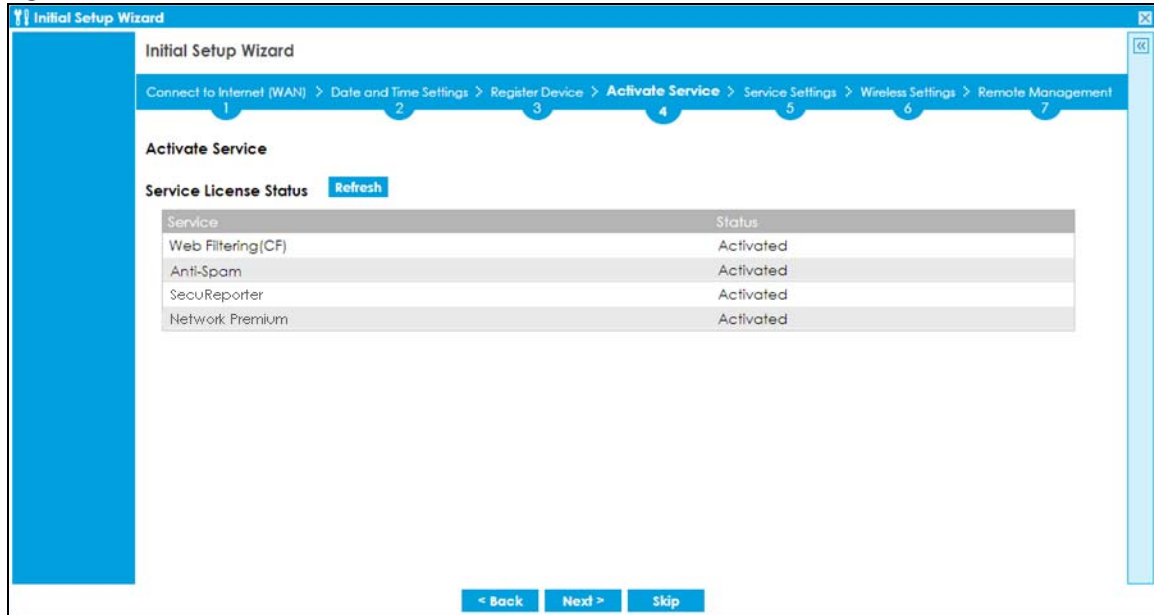 Initial Setup Wizard
Initial Setup Wizard
Connect to Internet (WAN) > Date and Time Settings > Register Device > Activate Service > Service Settings > Wireless Settings > Remote Management
1 2 3 4 5 6 7
Activate Service
Service License Status Refresh
Service Status
Web Filtering(CF) Activated
Anti-Spam Activated
SecuReporter Activated
Network Premium Activated
< Back Next > Skip